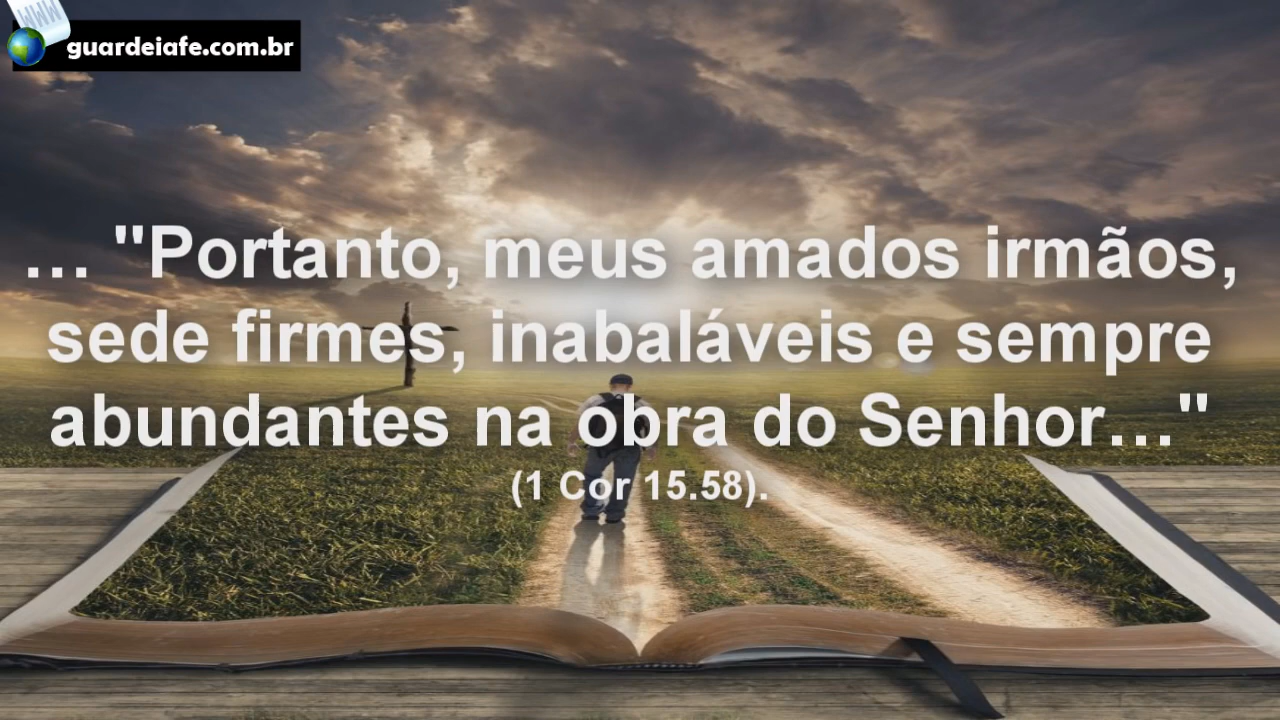 www
guardeiafe.com.br
... "Portanto, meus amados irmãos,
sede firmes, inabaláveis e sempre
abundantes na obra do Senhor..."
(1 Cor 15.58).